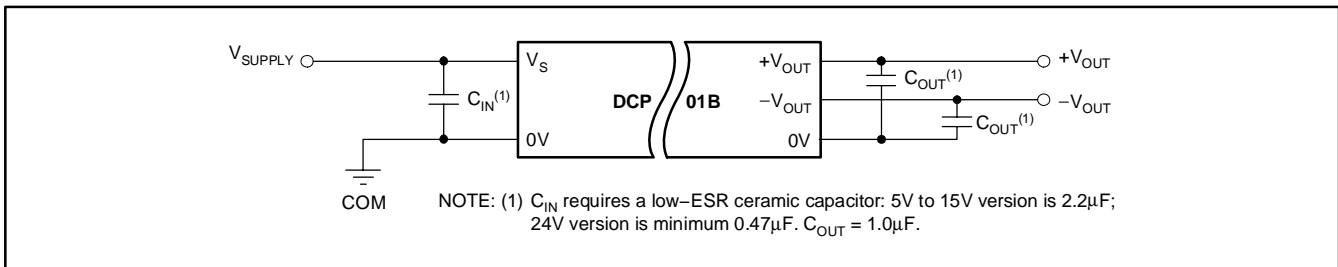 V_SUPPLY
V_S
+V_OUT
+V_OUT
C_OUT(1)
C_IN(1)
DCP
01B
−V_OUT
−V_OUT
C_OUT(1)
0V
0V
COM
NOTE: (1) C_IN requires a low−ESR ceramic capacitor: 5V to 15V version is 2.2µF;
24V version is minimum 0.47µF. C_OUT = 1.0µF.